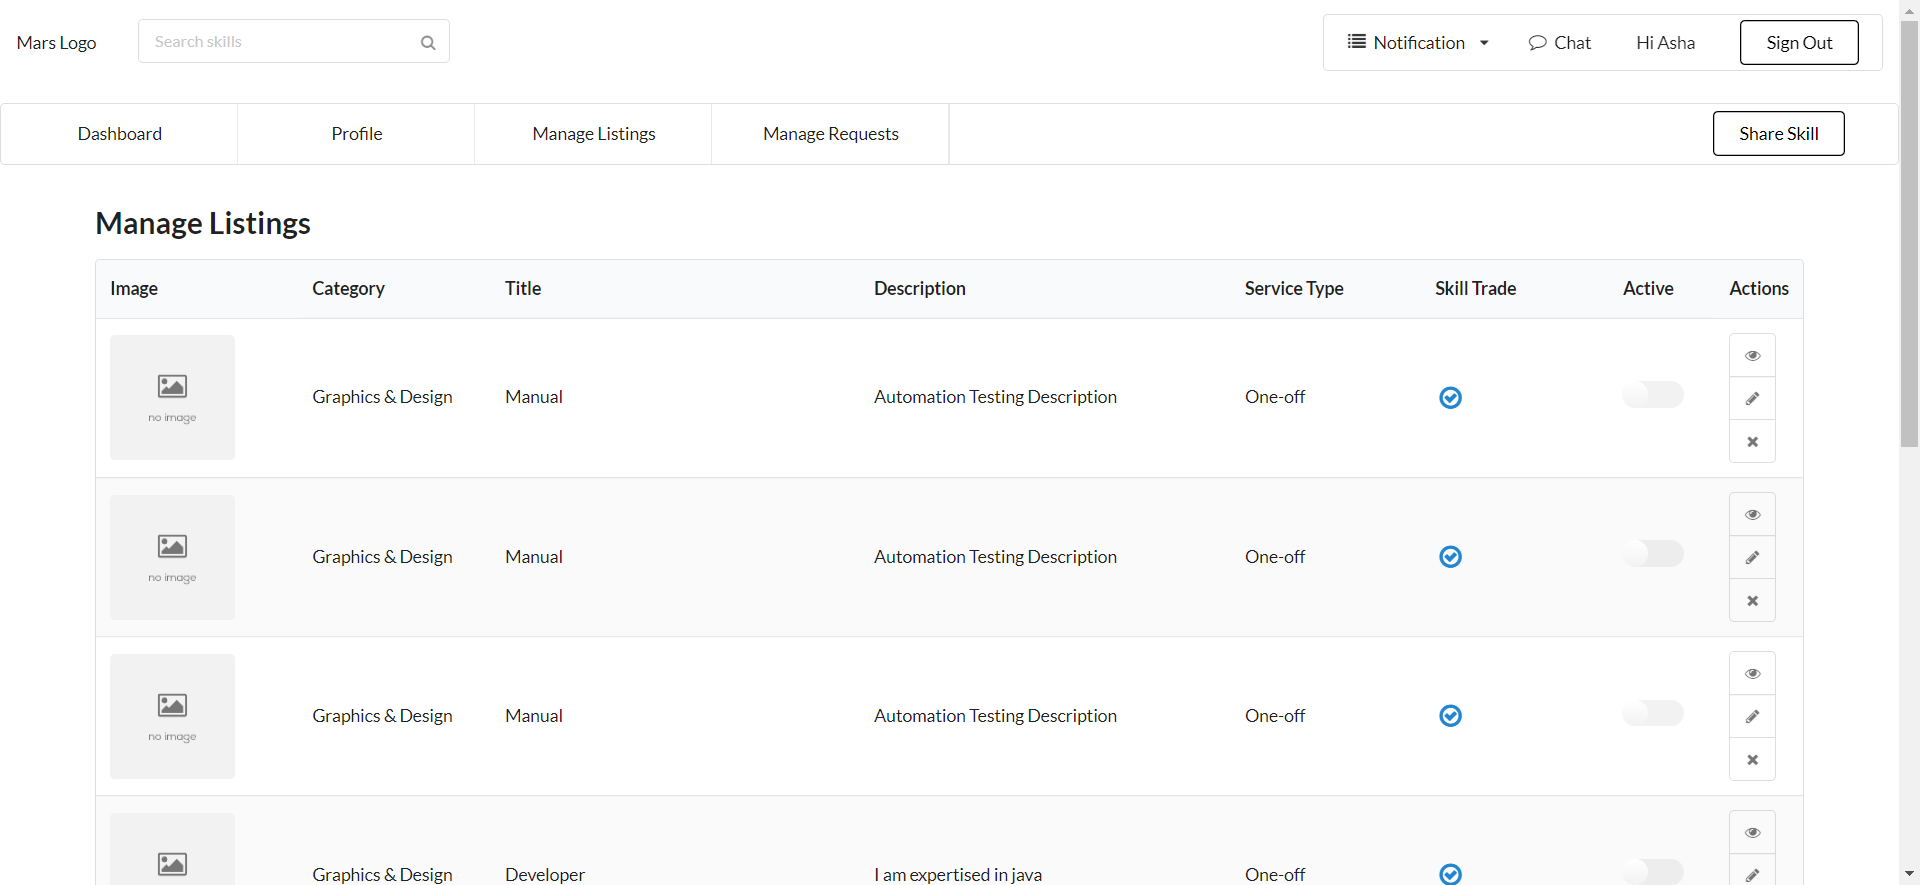 Mars Logo
Search skills
Notification
Chat
Hi Asha
Sign Out
Dashboard
Profile
Manage Listings
Manage Requests
Share Skill
Manage Listings
Image Category Title Description Service Type Skill Trade Active Actions
no image
Graphics & Design Manual Automation Testing Description One-off
no image
Graphics & Design Manual Automation Testing Description One-off
no image
Graphics & Design Manual Automation Testing Description One-off
Graphics & Design Developer I am expertised in java One-off